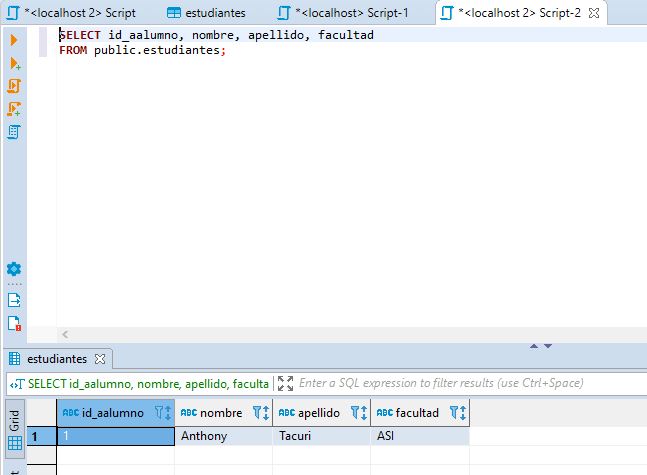 *<localhost 2> Script estudiantes *<localhost> Script-1 *<localhost 2> Script-2
SELECT id_aalumno, nombre, apellido, facultad
FROM public.estudiantes;
estudiantes
SELECT id_aalumno, nombre, apellido, faculta Enter a SQL expression to filter results (use Ctrl+Space)
Grid
ABC id_aalumno ABC nombre ABC apellido ABC facultad
1 1 Anthony Tacuri ASI